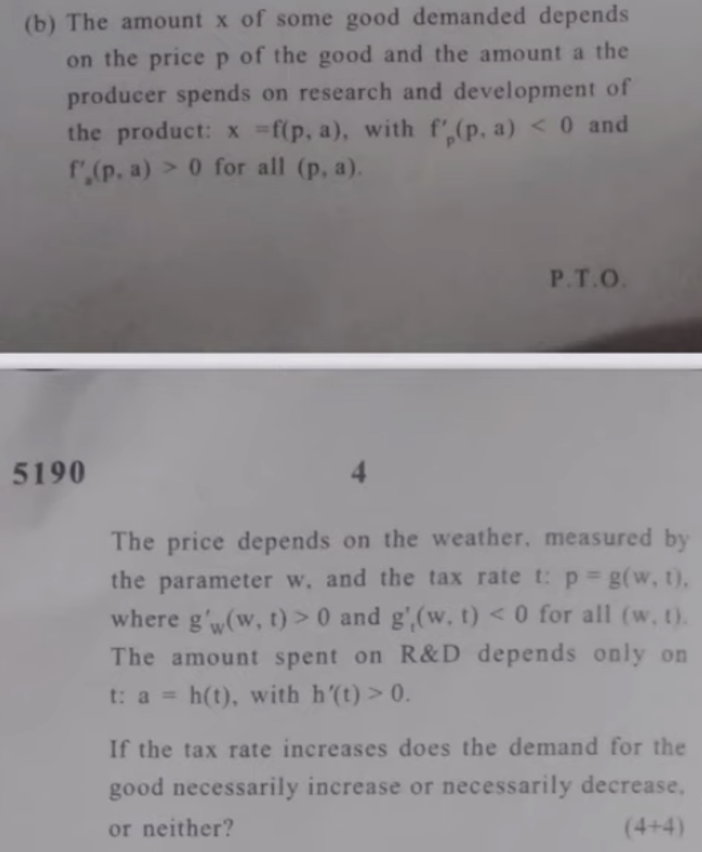 (b) The amount x of some good demanded depends
on the price p of the good and the amount a the
producer spends on research and development of
the product: x =f(p, a), with f'ₚ(p, a) < 0 and
f'ₐ(p, a) > 0 for all (p, a).
P.T.O.
5190 4
The price depends on the weather, measured by
the parameter w, and the tax rate t: p = g(w, t),
where g'w(w, t) > 0 and g'ₜ(w, t) < 0 for all (w, t).
The amount spent on R&D depends only on
t: a = h(t), with h'(t) > 0.
If the tax rate increases does the demand for the
good necessarily increase or necessarily decrease,
or neither? (4+4)